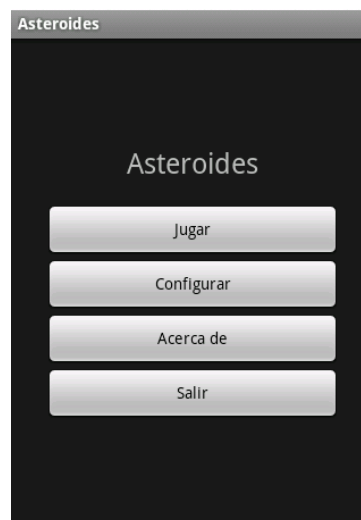 Asteroides
Asteroides
Jugar
Configurar
Acerca de
Salir